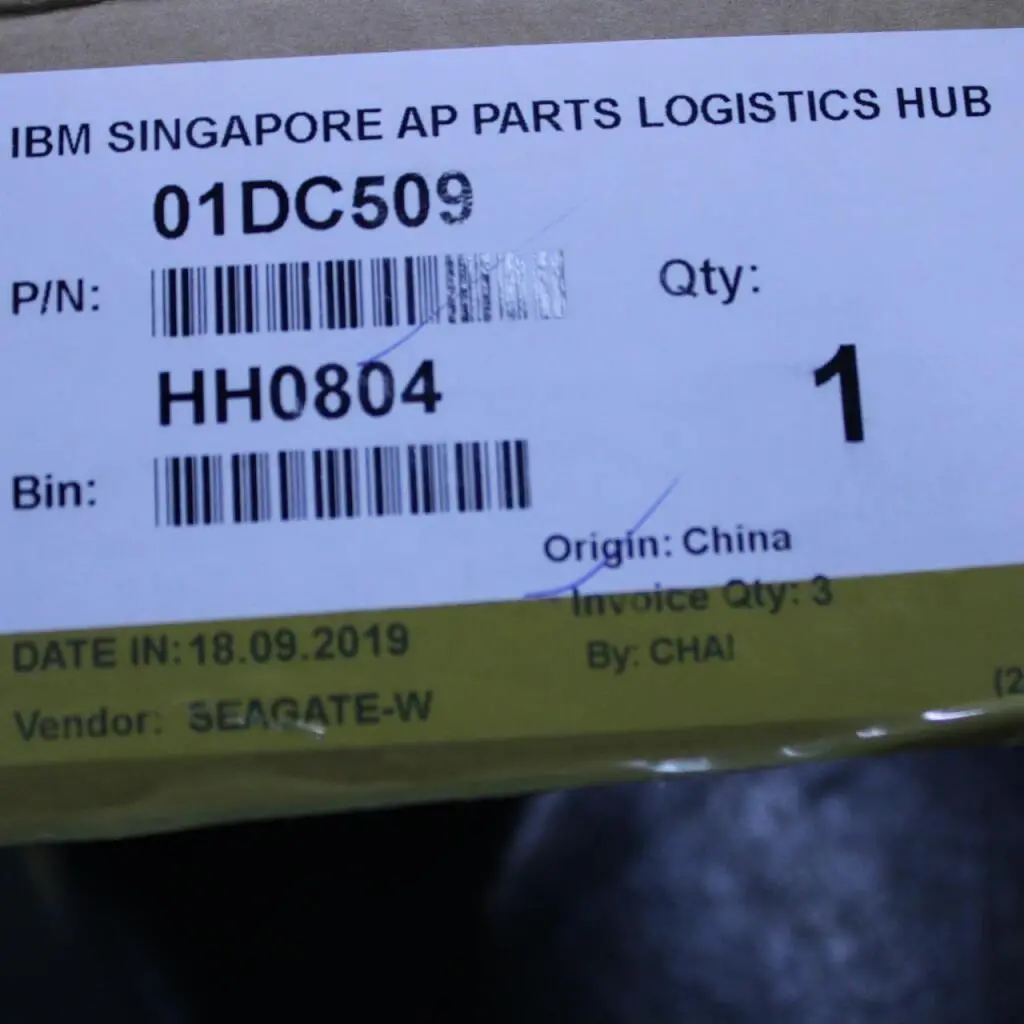 IBM SINGAPORE AP PARTS LOGISTICS HUB
01DC509
P/N:
Qty:
HH0804
1
Bin:
Origin: China
Invoice Qty: 3
DATE IN: 18.09.2019
By: CHAI
(2
Vendor: SEAGATE-W